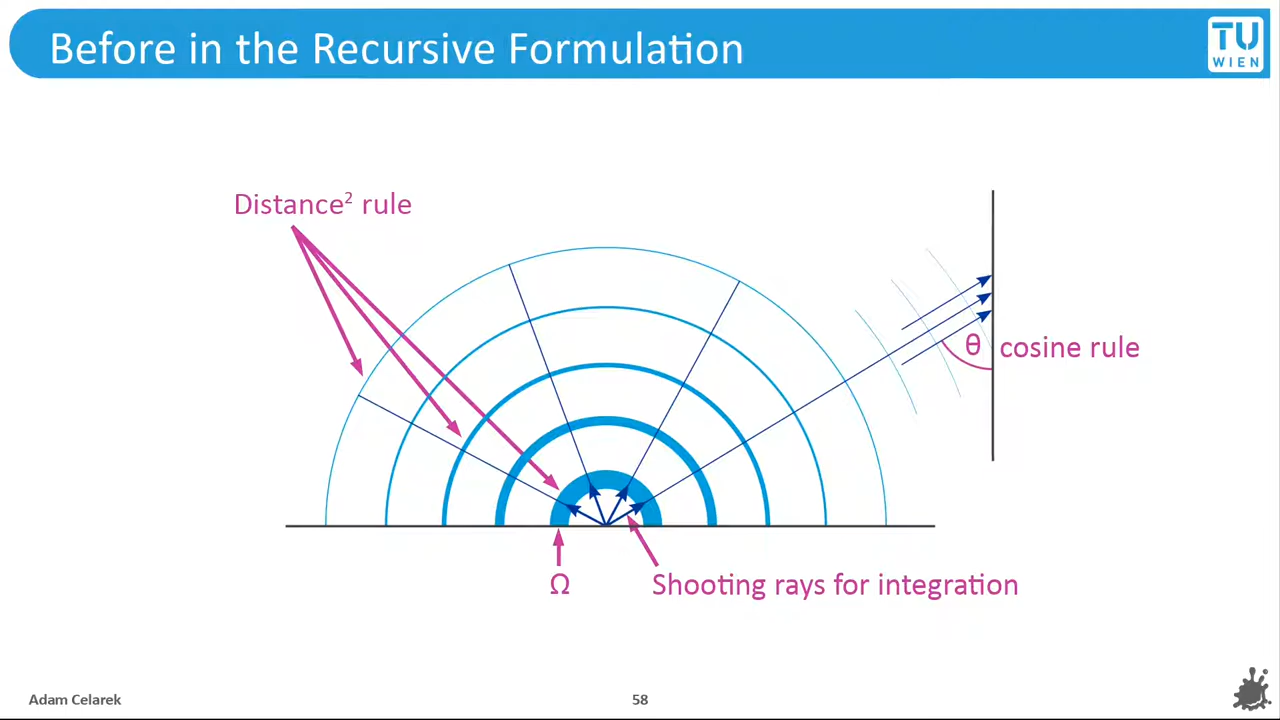 Before in the Recursive Formulation
TU
WIEN
Distance² rule
θ
cosine rule
Ω
Shooting rays for integration
Adam Celarek
58